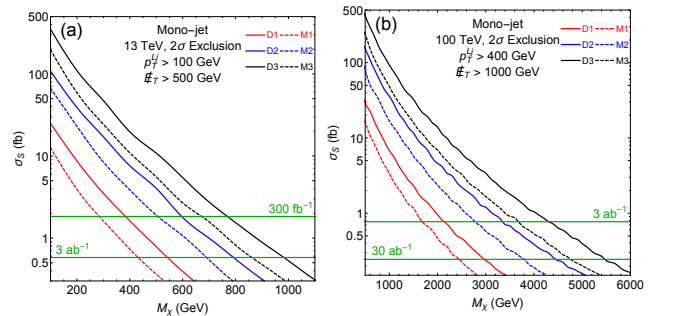 (a)
Mono-jet
13 TeV, 2σ Exclusion
p_T^{Lj} > 100 GeV
E̸_T > 500 GeV
D1 M1
D2 M2
D3 M3
300 fb⁻¹
3 ab⁻¹
σ_S (fb)
500
100
50
10
5
1
0.5
200 400 600 800 1000
M_χ (GeV)
(b)
Mono-jet
100 TeV, 2σ Exclusion
p_T^{Lj} > 400 GeV
E̸_T > 1000 GeV
D1 M1
D2 M2
D3 M3
3 ab⁻¹
30 ab⁻¹
σ_S (fb)
500
100
50
10
5
1
0.5
1000 2000 3000 4000 5000 6000
M_χ (GeV)